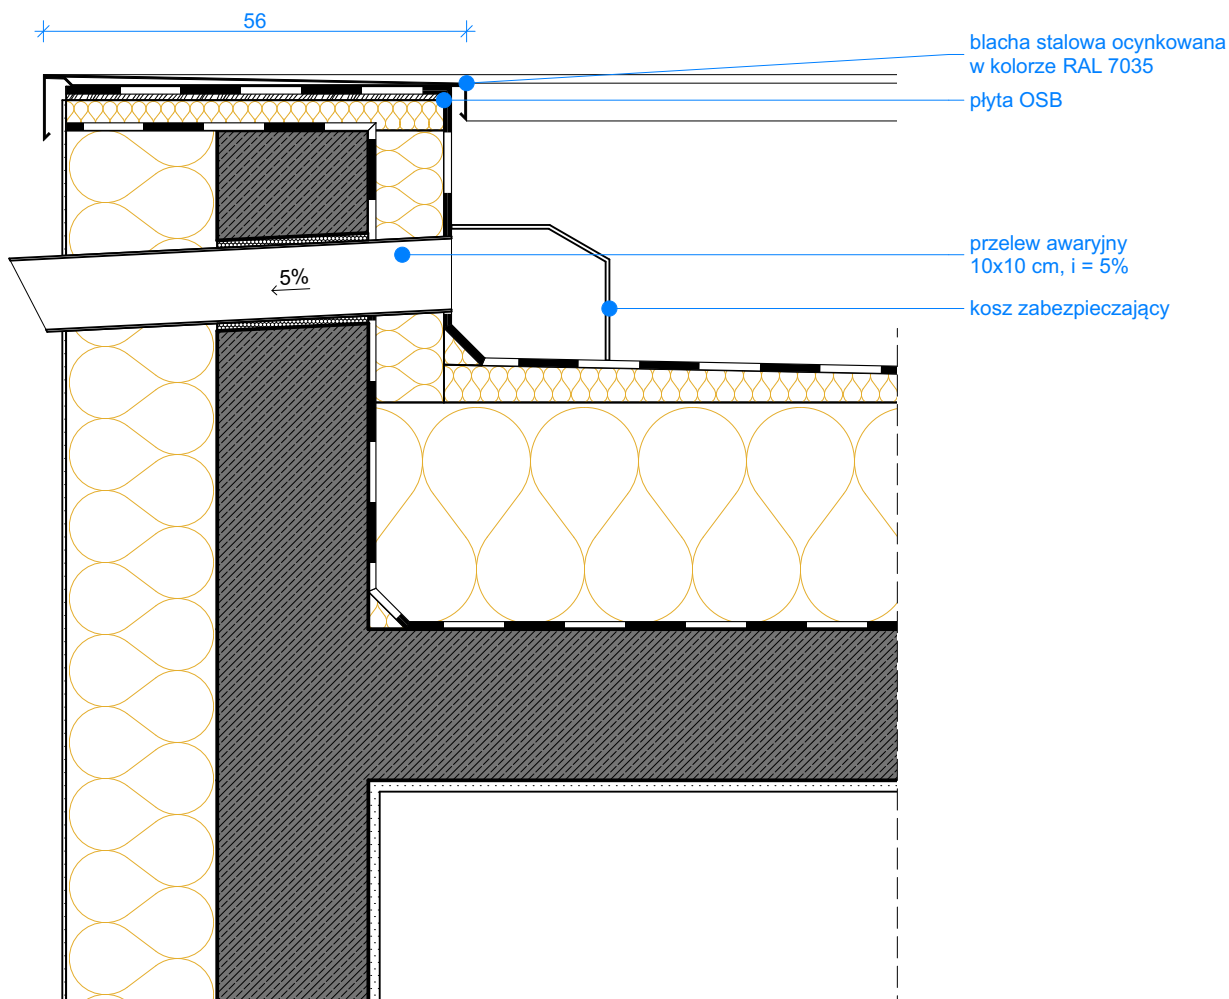 56
blacha stalowa ocynkowana
w kolorze RAL 7035
płyta OSB
przelew awaryjny
10x10 cm, i = 5%
5%
kosz zabezpieczający